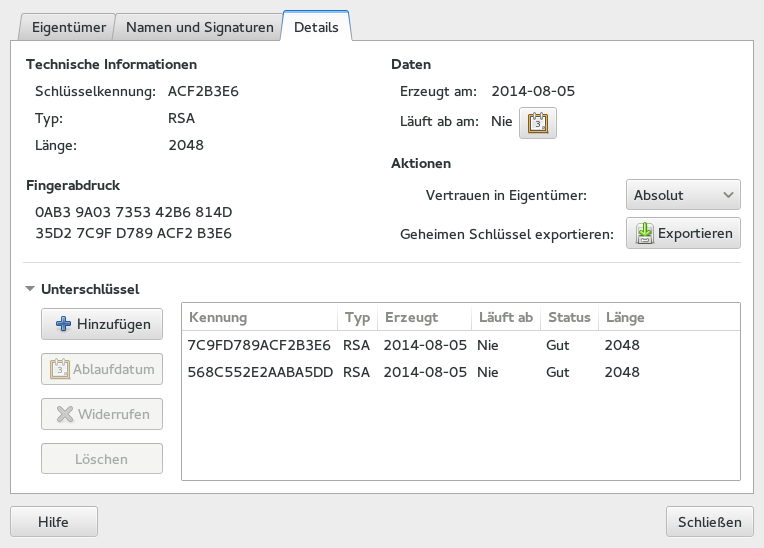 Eigentümer Namen und Signaturen Details
Technische Informationen
Schlüsselkennung: ACF2B3E6
Typ: RSA
Länge: 2048
Fingerabdruck
0AB3 9A03 7353 42B6 814D
35D2 7C9F D789 ACF2 B3E6
Daten
Erzeugt am: 2014-08-05
Läuft ab am: Nie 3
Aktionen
Vertrauen in Eigentümer: Absolut
Geheimen Schlüssel exportieren: Exportieren
Unterschlüssel
Hinzufügen
3 Ablaufdatum
Widerrufen
Löschen
Kennung Typ Erzeugt Läuft ab Status Länge
7C9FD789ACF2B3E6 RSA 2014-08-05 Nie Gut 2048
568C552E2AABA5DD RSA 2014-08-05 Nie Gut 2048
Hilfe Schließen